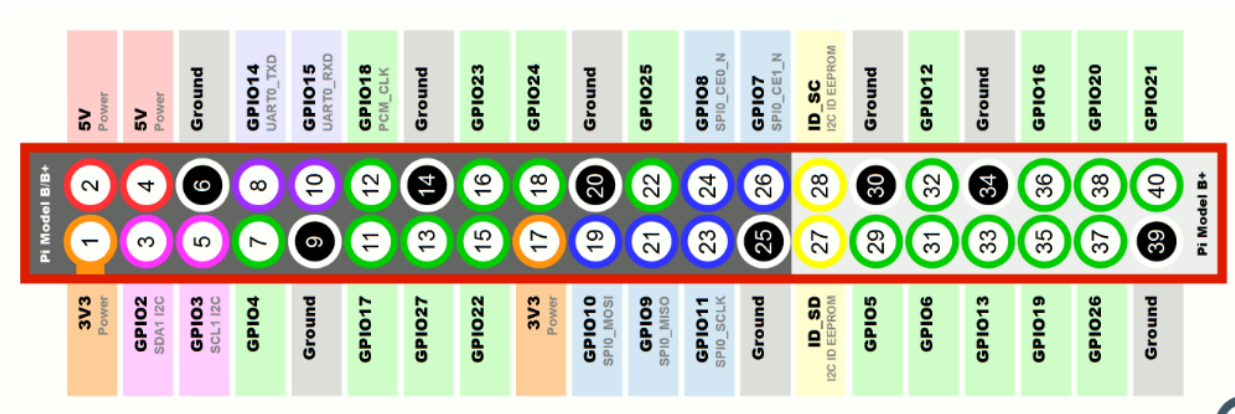 5V
Power
5V
Power
Ground
GPIO14
UART0_TXD
GPIO15
UART0_RXD
GPIO18
PCM_CLK
Ground
GPIO23
GPIO24
Ground
GPIO25
GPIO8
SPI0_CE0_N
GPIO7
SPI0_CE1_N
ID_SC
I2C ID EEPROM
Ground
GPIO12
Ground
GPIO16
GPIO20
GPIO21
Pi Model B/B+
2 4 6 8 10 12 14 16 18 20 22 24 26 28 30 32 34 36 38 40
1 3 5 7 9 11 13 15 17 19 21 23 25 27 29 31 33 35 37 39
Pi Model B+
3V3
Power
GPIO2
SDA1 I2C
GPIO3
SCL1 I2C
GPIO4
Ground
GPIO17
GPIO27
GPIO22
3V3
Power
GPIO10
SPI0_MOSI
GPIO9
SPI0_MISO
GPIO11
SPI0_SCLK
Ground
ID_SD
I2C ID EEPROM
GPIO5
GPIO6
GPIO13
GPIO19
GPIO26
Ground